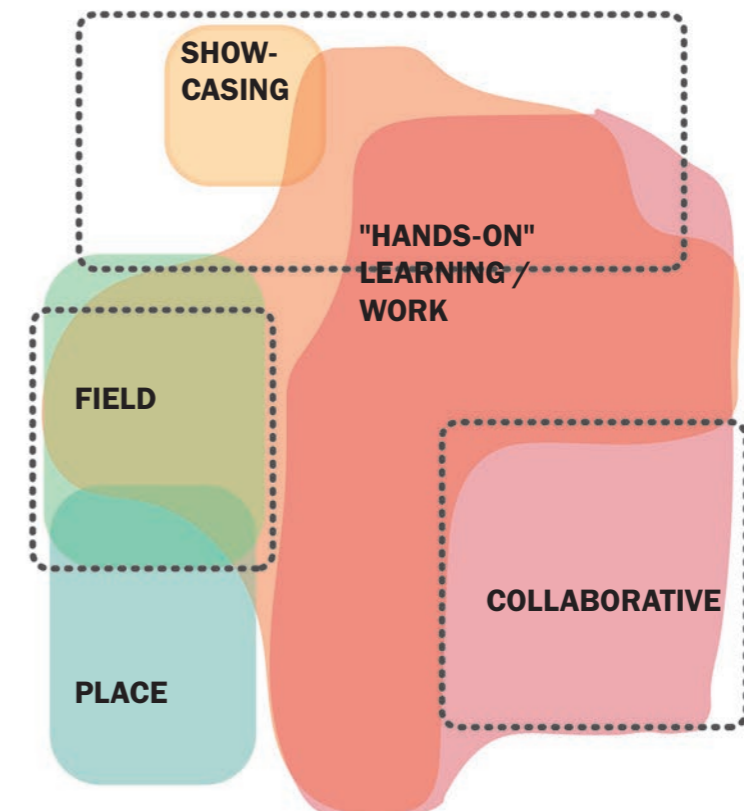 SHOW-
CASING
"HANDS-ON"
LEARNING /
WORK
FIELD
COLLABORATIVE
PLACE